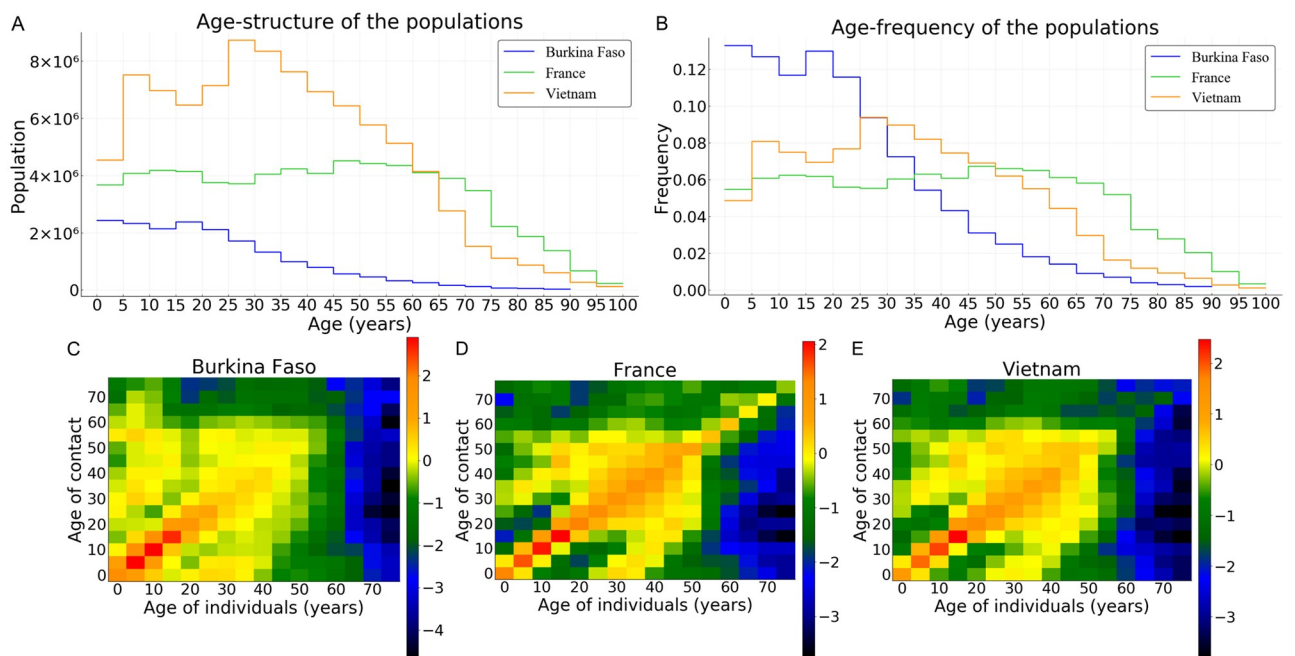 A
Age-structure of the populations
8×10⁶
6×10⁶
4×10⁶
2×10⁶
0
Population
Burkina Faso
France
Vietnam
0 5 10 15 20 25 30 35 40 45 50 55 60 65 70 75 80 85 90 95 100
Age (years)
B
Age-frequency of the populations
0.12
0.10
0.08
0.06
0.04
0.02
0.00
Frequency
Burkina Faso
France
Vietnam
0 5 10 15 20 25 30 35 40 45 50 55 60 65 70 75 80 85 90 95 100
Age (years)
C
Burkina Faso
70
60
50
40
30
20
10
0
Age of contact
0 10 20 30 40 50 60 70
Age of individuals (years)
2
1
0
−1
−2
−3
−4
D
France
70
60
50
40
30
20
10
0
Age of contact
0 10 20 30 40 50 60 70
Age of individuals (years)
2
1
0
−1
−2
−3
E
Vietnam
70
60
50
40
30
20
10
0
Age of contact
0 10 20 30 40 50 60 70
Age of individuals (years)
2
1
0
−1
−2
−3